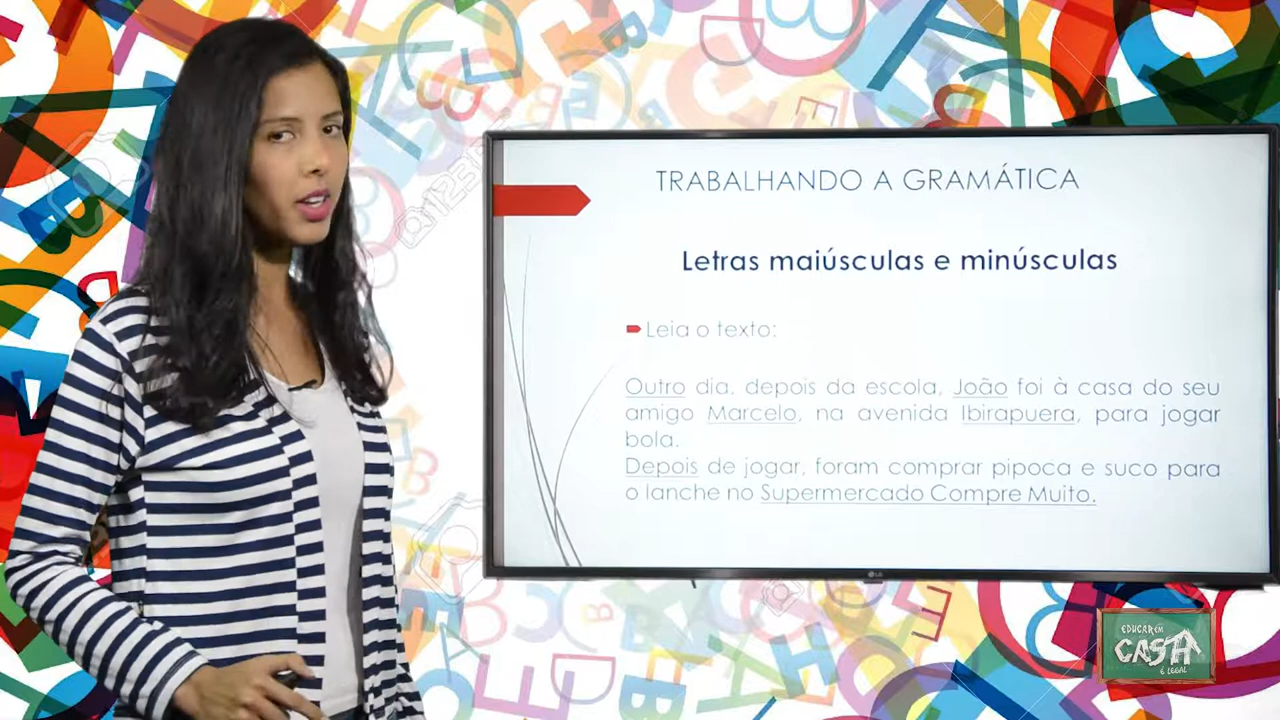 TRABALHANDO A GRAMÁTICA
Letras maiúsculas e minúsculas
Leia o texto:
Outro dia, depois da escola, João foi à casa do seu
amigo Marcelo, na avenida Ibirapuera, para jogar
bola.
Depois de jogar, foram comprar pipoca e suco para
o lanche no Supermercado Compre Muito.
LG
EDUCAR EM
CASA
É LEGAL